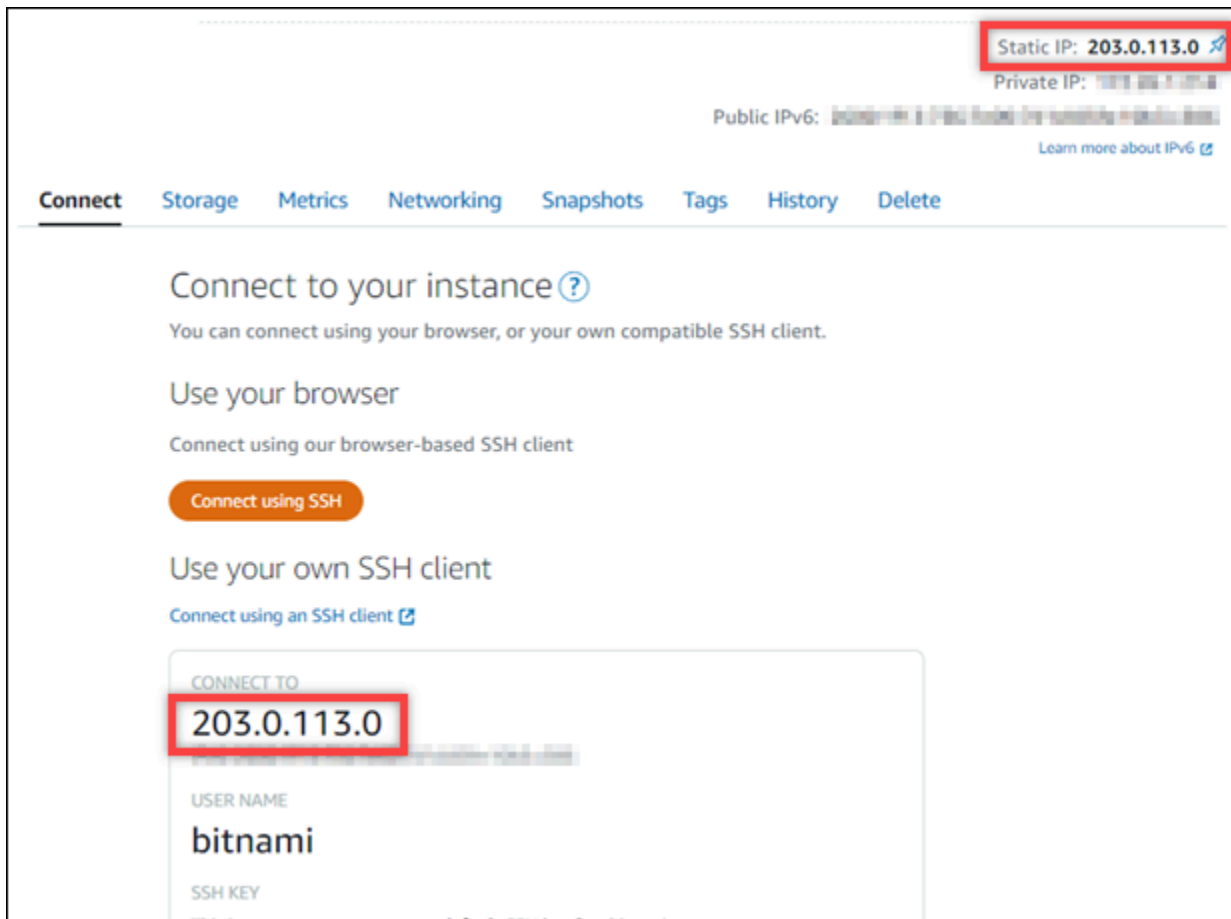 Static IP: 203.0.113.0
Private IP:
Public IPv6:
Learn more about IPv6
Connect Storage Metrics Networking Snapshots Tags History Delete
Connect to your instance ?
You can connect using your browser, or your own compatible SSH client.
Use your browser
Connect using our browser-based SSH client
Connect using SSH
Use your own SSH client
Connect using an SSH client
CONNECT TO
203.0.113.0
USER NAME
bitnami
SSH KEY